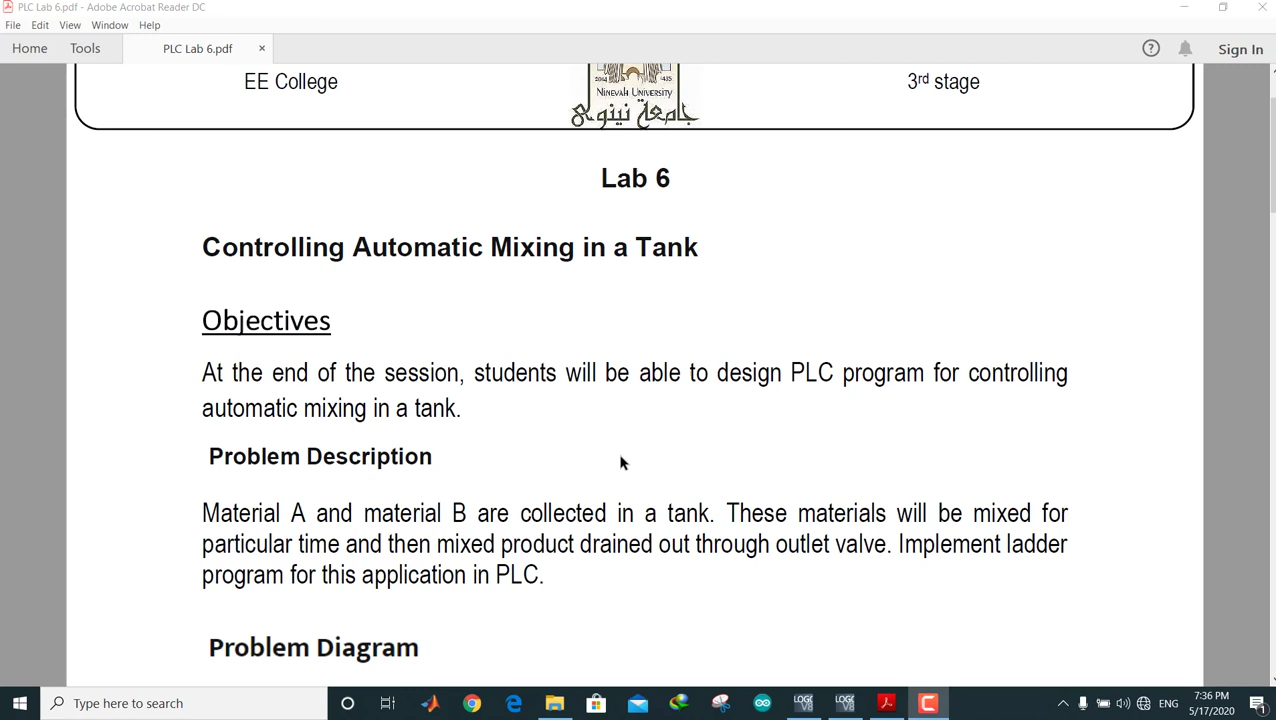 PLC Lab 6.pdf - Adobe Acrobat Reader DC
File Edit View Window Help
Home Tools PLC Lab 6.pdf × ? Sign In
EE College
2014 1435
NINEVAH UNIVERSITY
جامعة نينوى
3rd stage
Lab 6
Controlling Automatic Mixing in a Tank
Objectives
At the end of the session, students will be able to design PLC program for controlling
automatic mixing in a tank.
Problem Description
Material A and material B are collected in a tank. These materials will be mixed for
particular time and then mixed product drained out through outlet valve. Implement ladder
program for this application in PLC.
Problem Diagram
Type here to search
ENG
7:36 PM
5/17/2020
1